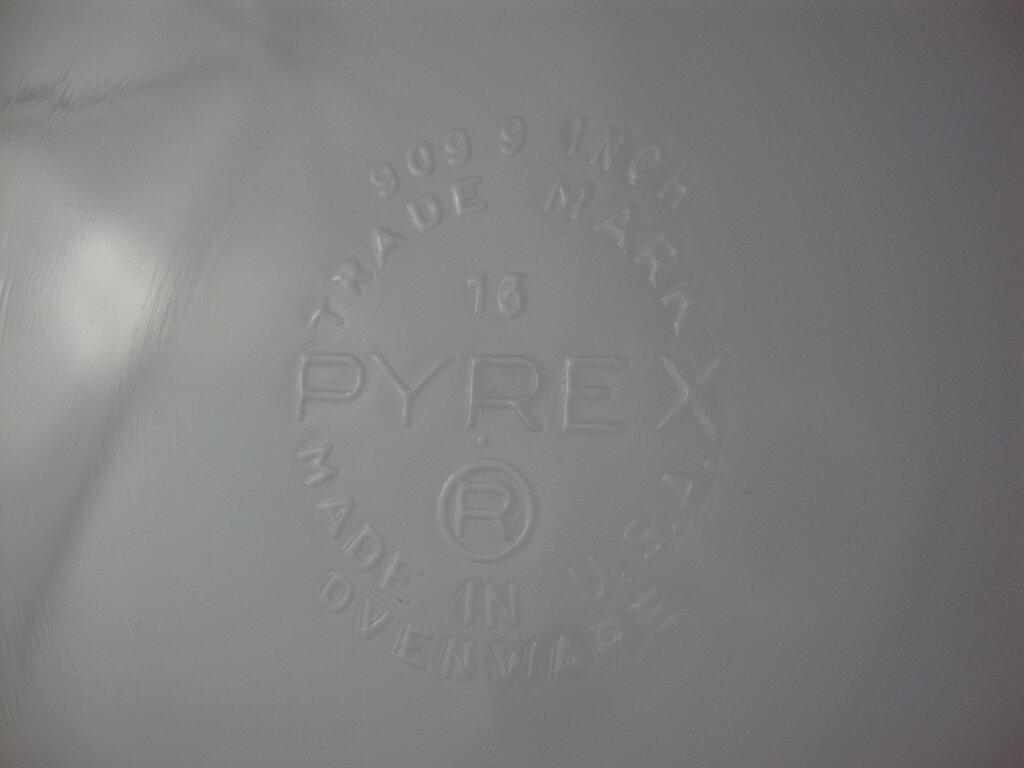 909 9 INCH
TRADE MARK
16
PYREX
®
MADE IN U.S.A.
OVENWARE